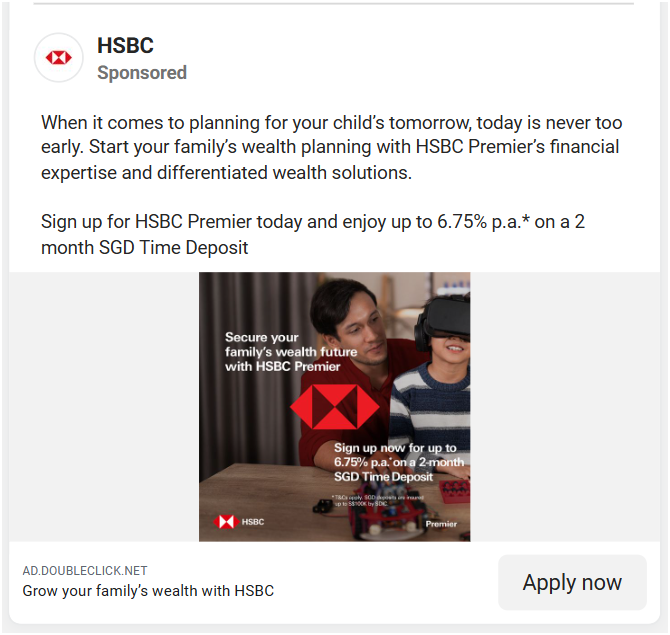 HSBC
Sponsored
When it comes to planning for your child’s tomorrow, today is never too
early. Start your family’s wealth planning with HSBC Premier’s financial
expertise and differentiated wealth solutions.
Sign up for HSBC Premier today and enjoy up to 6.75% p.a.* on a 2
month SGD Time Deposit
Secure your
family’s wealth future
with HSBC Premier
Sign up now for up to
6.75% p.a.* on a 2-month
SGD Time Deposit
*T&Cs apply. SGD deposits are insured
up to S$100K by SDIC.
HSBC
Premier
AD.DOUBLECLICK.NET
Grow your family’s wealth with HSBC
Apply now